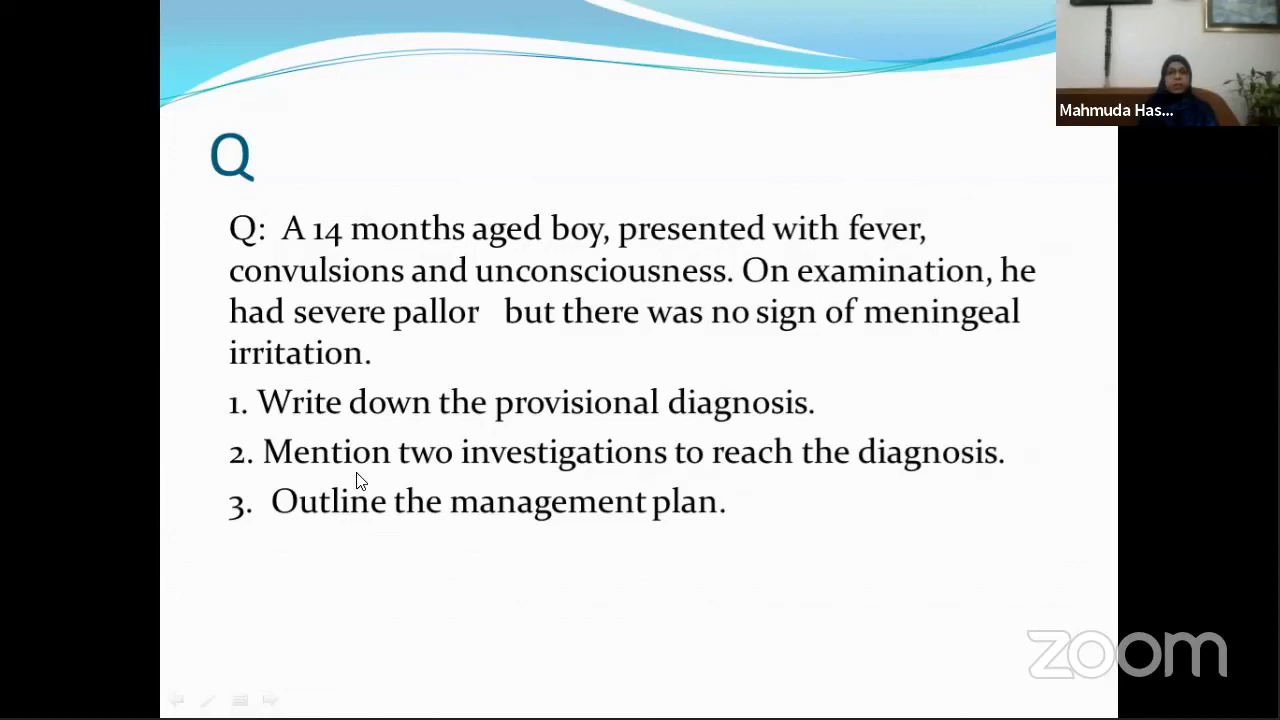 Mahmuda Has...
Q
Q: A 14 months aged boy, presented with fever,
convulsions and unconsciousness. On examination, he
had severe pallor but there was no sign of meningeal
irritation.
1. Write down the provisional diagnosis.
2. Mention two investigations to reach the diagnosis.
3. Outline the management plan.
zoom